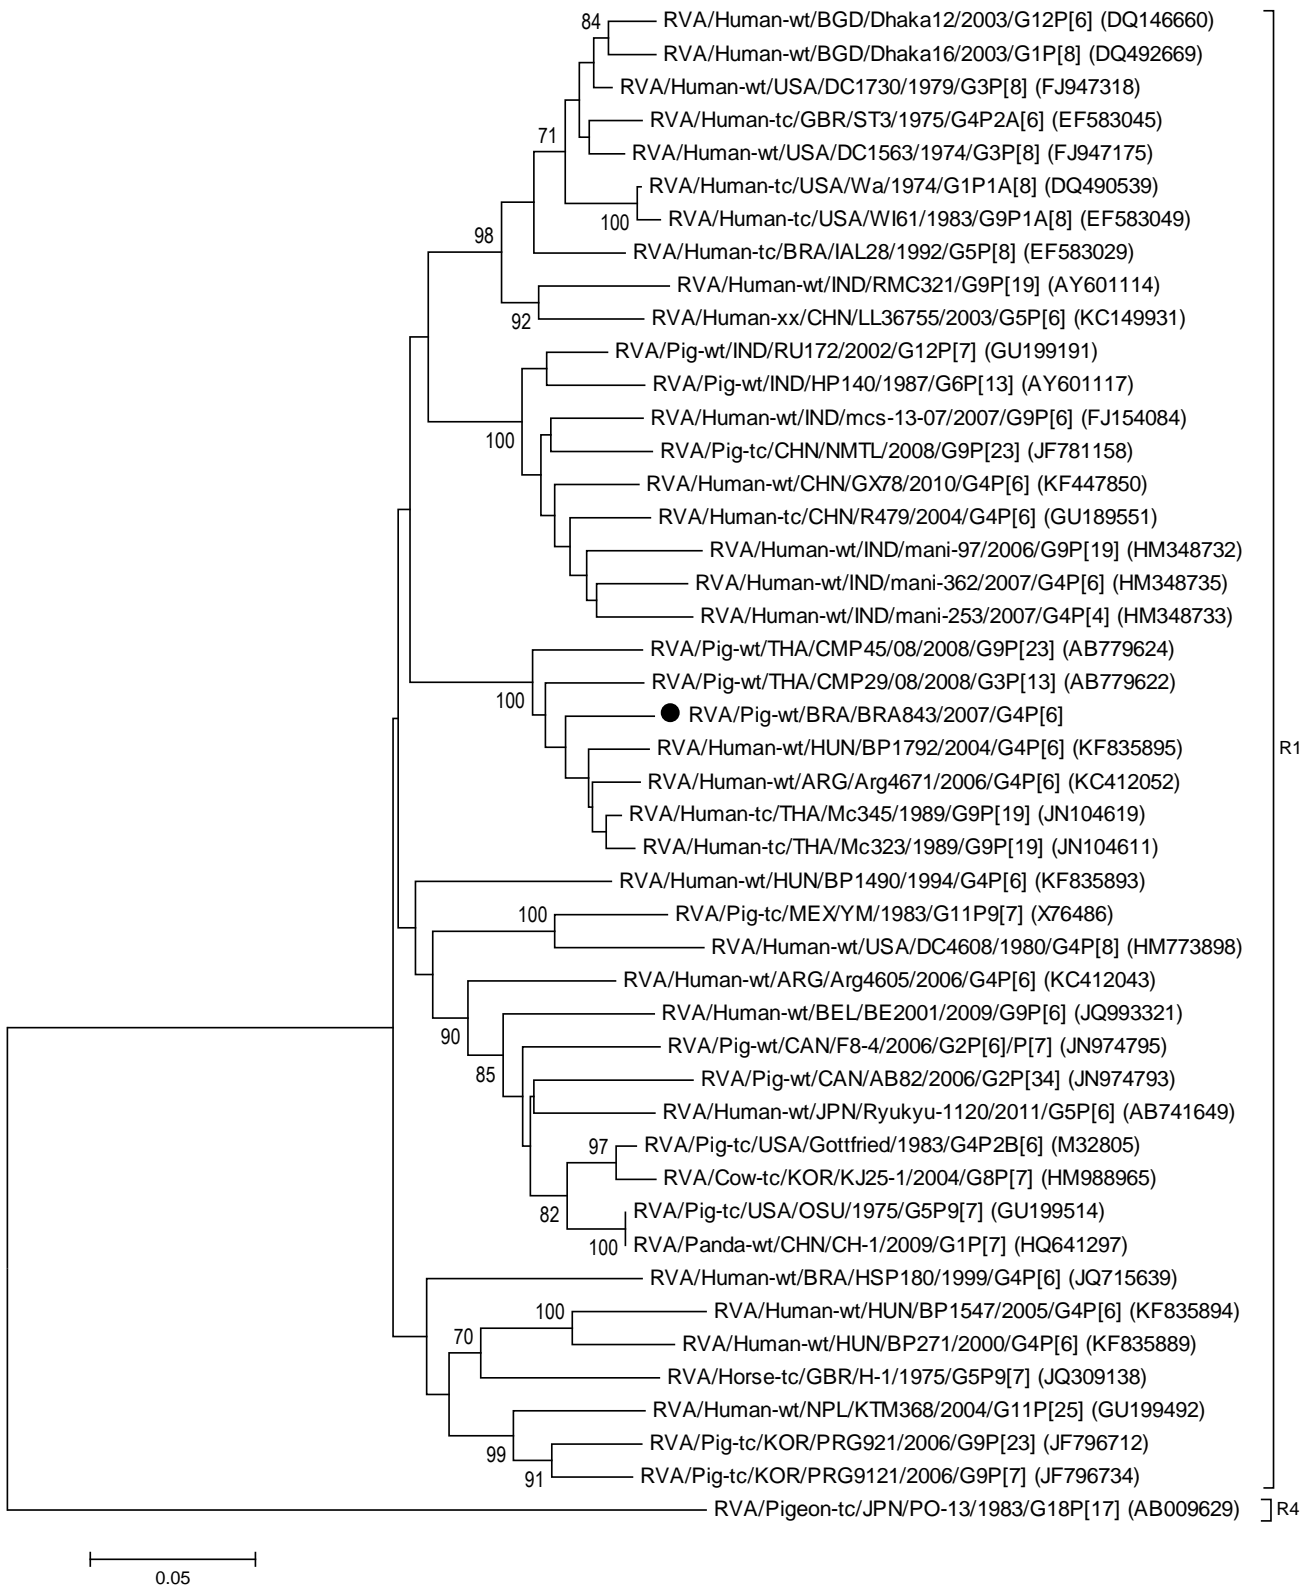 84
RVA/Human-wt/BGD/Dhaka12/2003/G12P[6] (DQ146660)
RVA/Human-wt/BGD/Dhaka16/2003/G1P[8] (DQ492669)
RVA/Human-wt/USA/DC1730/1979/G3P[8] (FJ947318)
RVA/Human-tc/GBR/ST3/1975/G4P2A[6] (EF583045)
71
RVA/Human-wt/USA/DC1563/1974/G3P[8] (FJ947175)
RVA/Human-tc/USA/Wa/1974/G1P1A[8] (DQ490539)
100
RVA/Human-tc/USA/WI61/1983/G9P1A[8] (EF583049)
98
RVA/Human-tc/BRA/IAL28/1992/G5P[8] (EF583029)
RVA/Human-wt/IND/RMC321/G9P[19] (AY601114)
92
RVA/Human-xx/CHN/LL36755/2003/G5P[6] (KC149931)
RVA/Pig-wt/IND/RU172/2002/G12P[7] (GU199191)
RVA/Pig-wt/IND/HP140/1987/G6P[13] (AY601117)
RVA/Human-wt/IND/mcs-13-07/2007/G9P[6] (FJ154084)
100
RVA/Pig-tc/CHN/NMTL/2008/G9P[23] (JF781158)
RVA/Human-wt/CHN/GX78/2010/G4P[6] (KF447850)
RVA/Human-tc/CHN/R479/2004/G4P[6] (GU189551)
RVA/Human-wt/IND/mani-97/2006/G9P[19] (HM348732)
RVA/Human-wt/IND/mani-362/2007/G4P[6] (HM348735)
RVA/Human-wt/IND/mani-253/2007/G4P[4] (HM348733)
RVA/Pig-wt/THA/CMP45/08/2008/G9P[23] (AB779624)
RVA/Pig-wt/THA/CMP29/08/2008/G3P[13] (AB779622)
100
RVA/Pig-wt/BRA/BRA843/2007/G4P[6]
RVA/Human-wt/HUN/BP1792/2004/G4P[6] (KF835895)
R1
RVA/Human-wt/ARG/Arg4671/2006/G4P[6] (KC412052)
RVA/Human-tc/THA/Mc345/1989/G9P[19] (JN104619)
RVA/Human-tc/THA/Mc323/1989/G9P[19] (JN104611)
RVA/Human-wt/HUN/BP1490/1994/G4P[6] (KF835893)
100
RVA/Pig-tc/MEX/YM/1983/G11P9[7] (X76486)
RVA/Human-wt/USA/DC4608/1980/G4P[8] (HM773898)
RVA/Human-wt/ARG/Arg4605/2006/G4P[6] (KC412043)
RVA/Human-wt/BEL/BE2001/2009/G9P[6] (JQ993321)
90
RVA/Pig-wt/CAN/F8-4/2006/G2P[6]/P[7] (JN974795)
85
RVA/Pig-wt/CAN/AB82/2006/G2P[34] (JN974793)
RVA/Human-wt/JPN/Ryukyu-1120/2011/G5P[6] (AB741649)
97
RVA/Pig-tc/USA/Gottfried/1983/G4P2B[6] (M32805)
RVA/Cow-tc/KOR/KJ25-1/2004/G8P[7] (HM988965)
82
RVA/Pig-tc/USA/OSU/1975/G5P9[7] (GU199514)
100
RVA/Panda-wt/CHN/CH-1/2009/G1P[7] (HQ641297)
RVA/Human-wt/BRA/HSP180/1999/G4P[6] (JQ715639)
100
RVA/Human-wt/HUN/BP1547/2005/G4P[6] (KF835894)
70
RVA/Human-wt/HUN/BP271/2000/G4P[6] (KF835889)
RVA/Horse-tc/GBR/H-1/1975/G5P9[7] (JQ309138)
RVA/Human-wt/NPL/KTM368/2004/G11P[25] (GU199492)
99
RVA/Pig-tc/KOR/PRG921/2006/G9P[23] (JF796712)
91
RVA/Pig-tc/KOR/PRG9121/2006/G9P[7] (JF796734)
RVA/Pigeon-tc/JPN/PO-13/1983/G18P[17] (AB009629)
R4
0.05